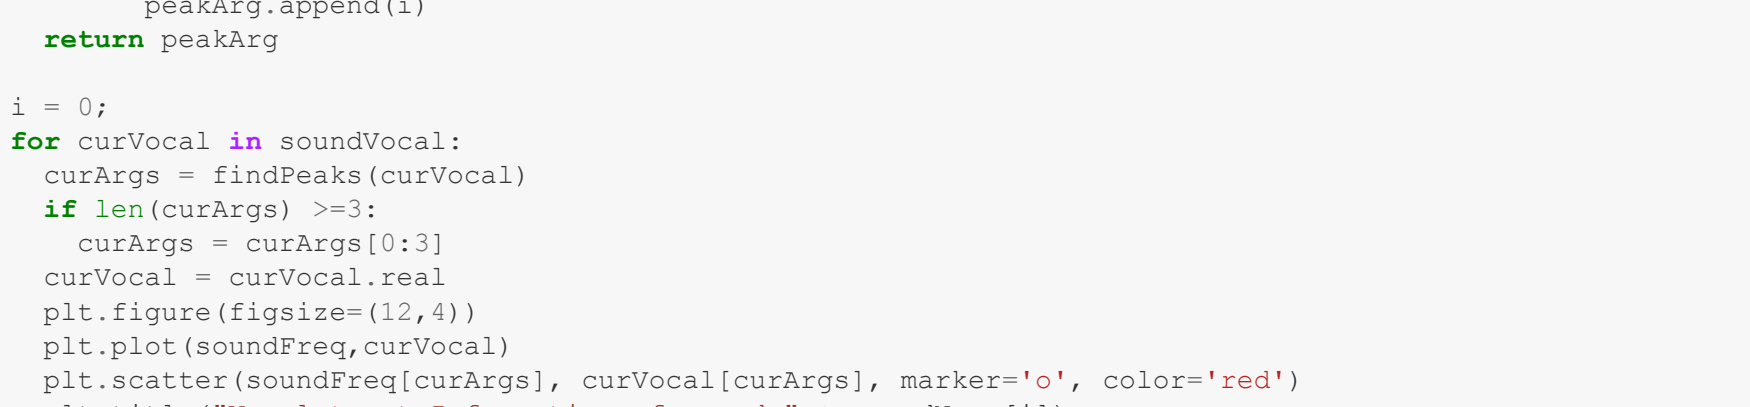 peakArg.append(i)
return peakArg
i = 0;
for curVocal in soundVocal:
curArgs = findPeaks(curVocal)
if len(curArgs) >=3:
curArgs = curArgs[0:3]
curVocal = curVocal.real
plt.figure(figsize=(12,4))
plt.plot(soundFreq,curVocal)
plt.scatter(soundFreq[curArgs], curVocal[curArgs], marker='o', color='red')